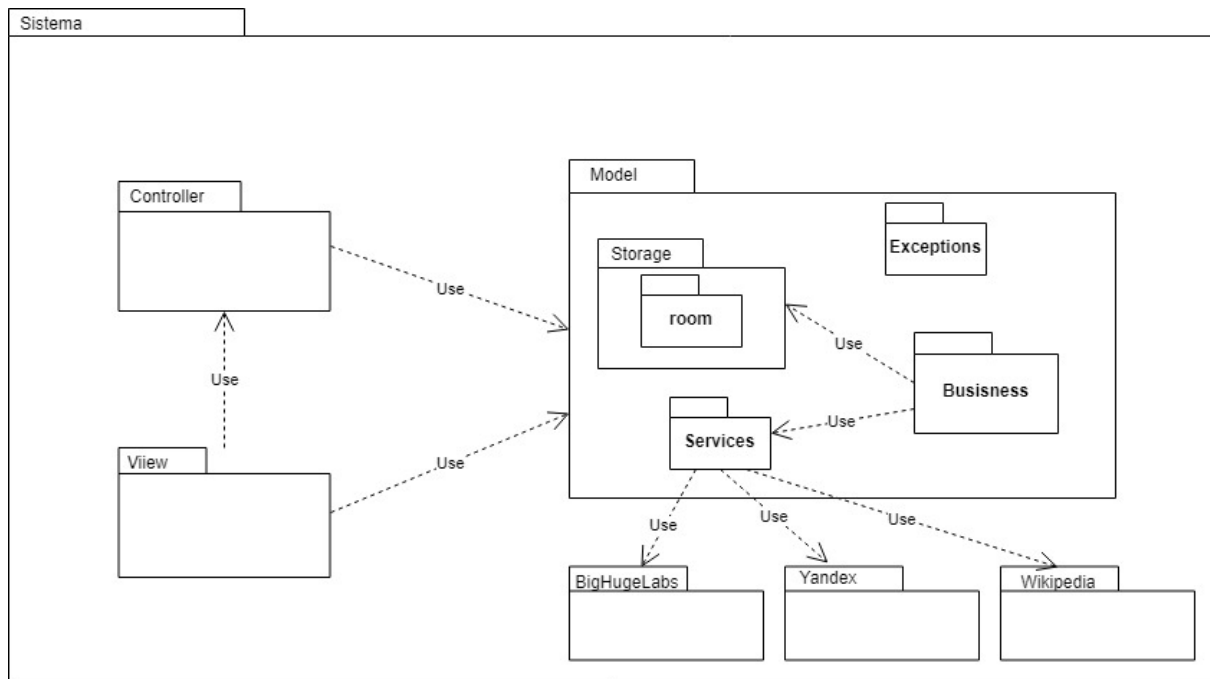 Sistema
Model
Controller
Exceptions
Storage
Use
room
Use
Use
Busisness
Use
Services
Viiew
Use
Use
Use
Use
BigHugeLabs
Yandex
Wikipedia